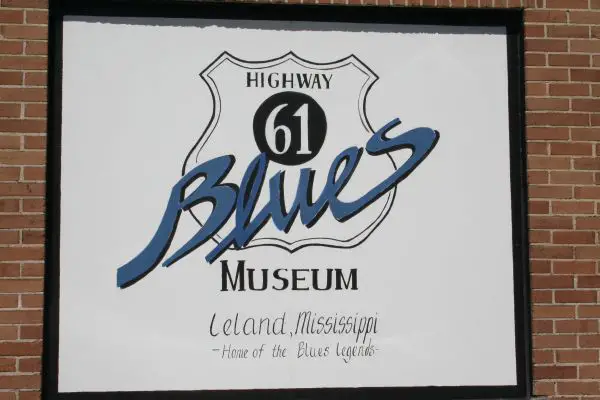 HIGHWAY
61
Blues
MUSEUM
Leland, Mississippi
-Home of the Blues Legends-